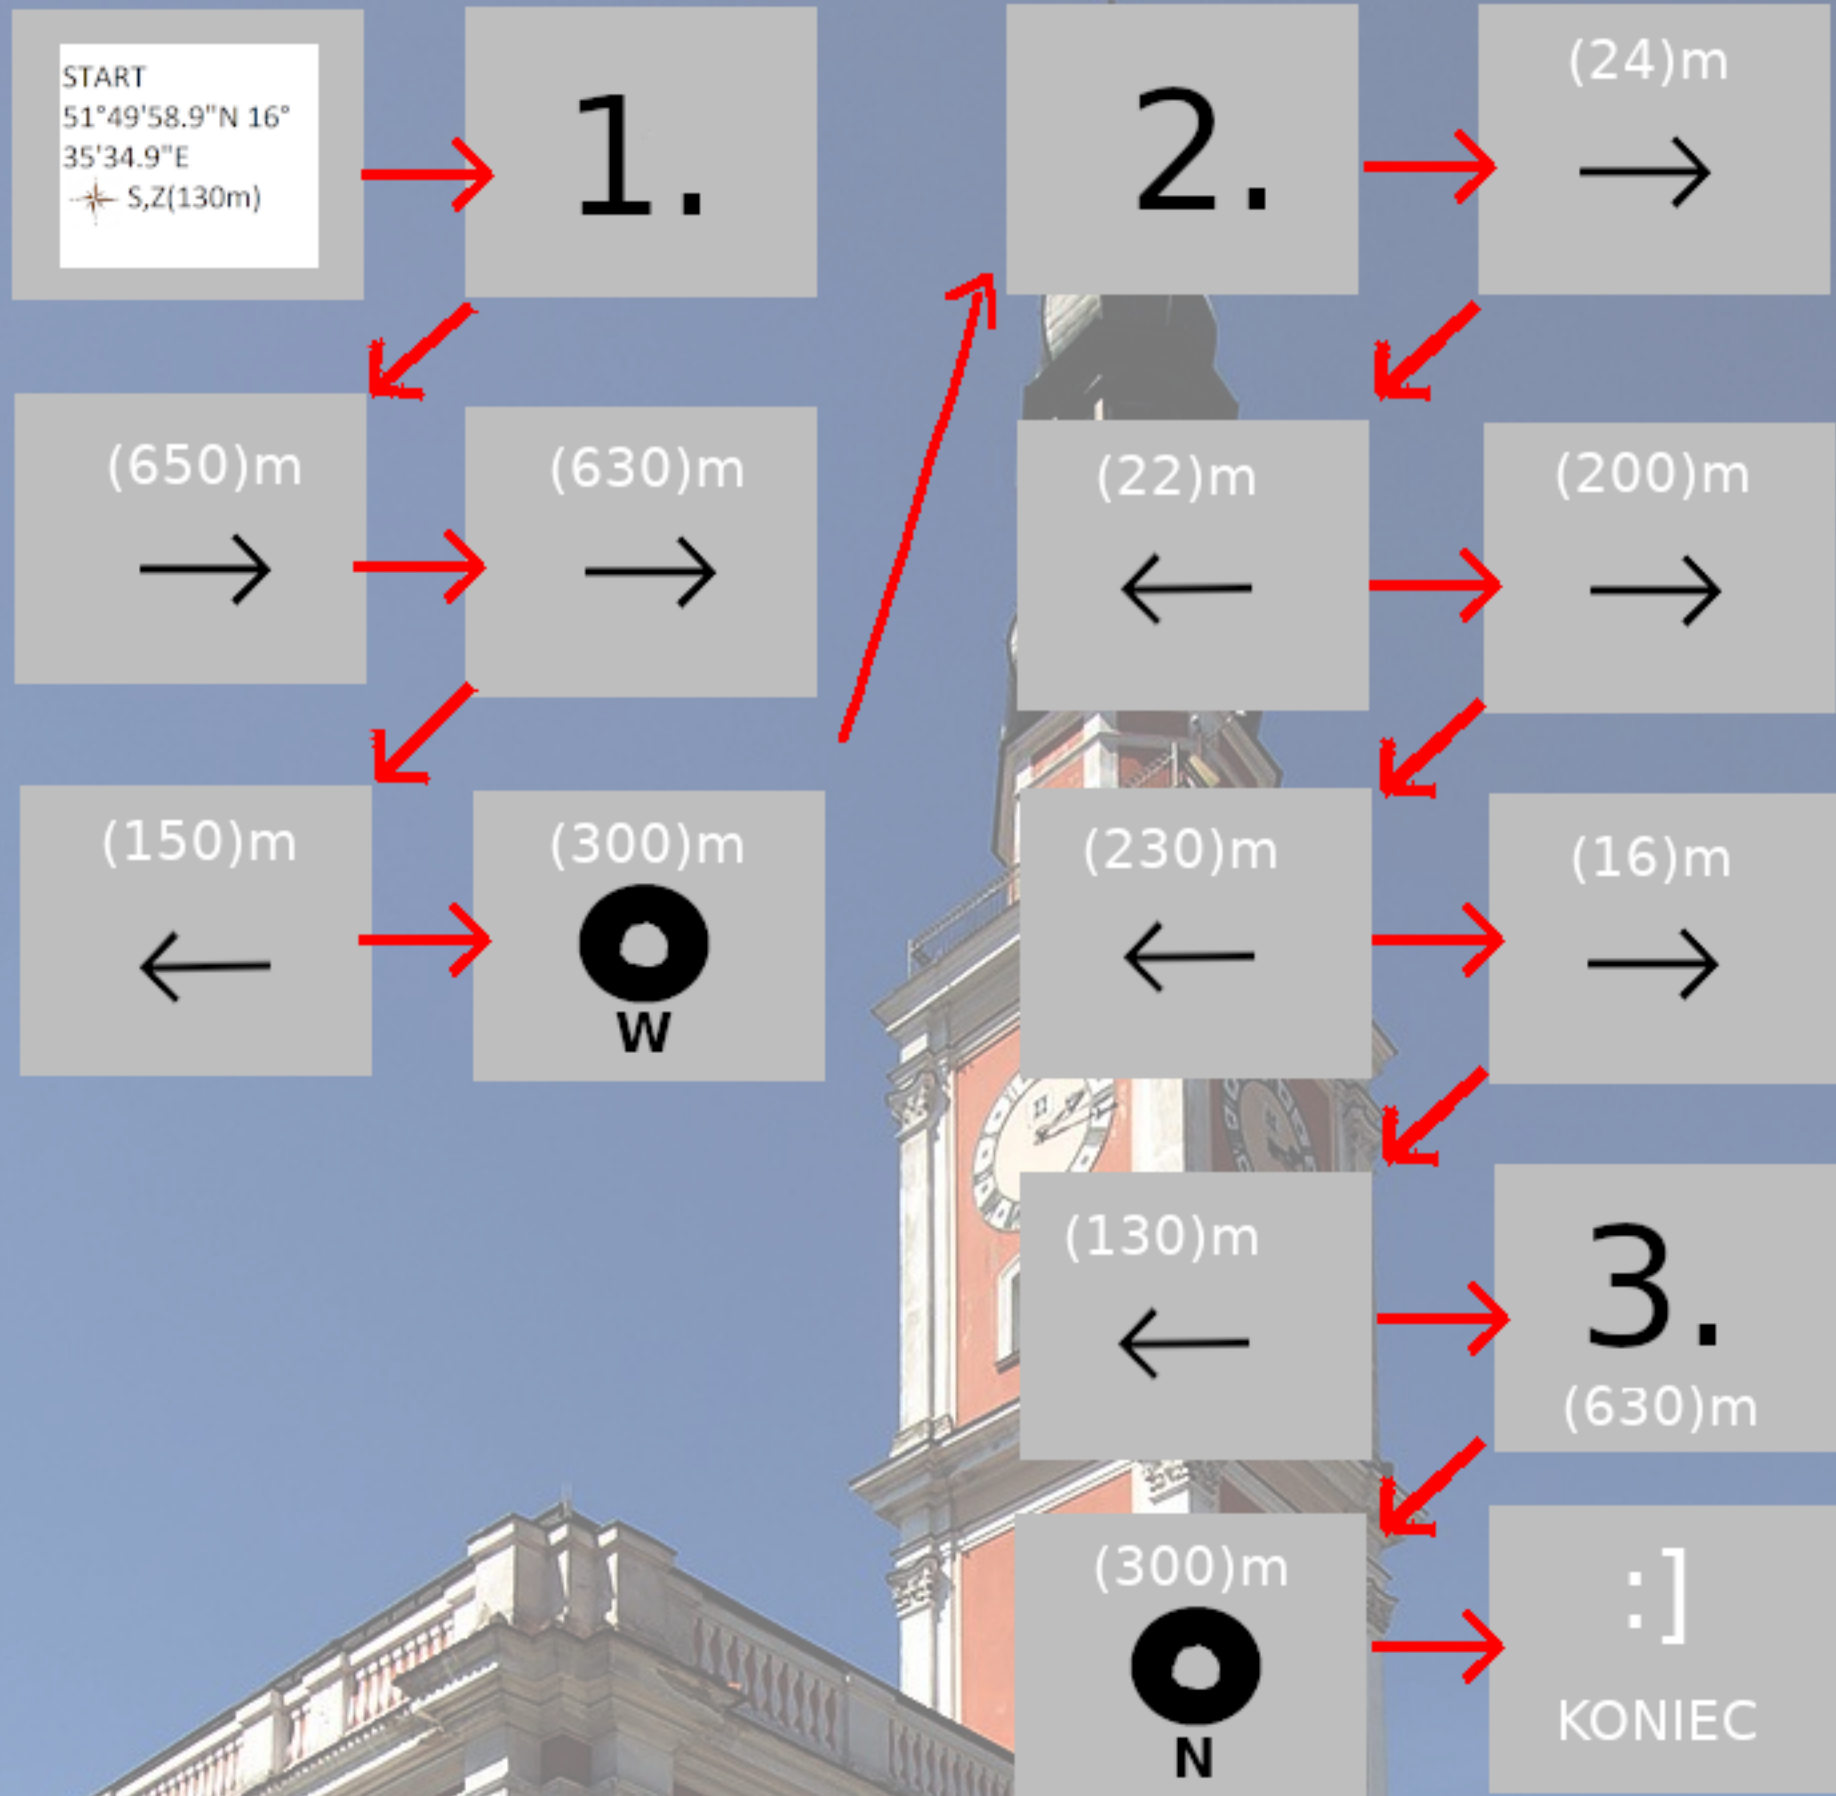 START
51°49'58.9"N 16°
35'34.9"E
S,Z(130m)
1.
(650)m
(630)m
(150)m
(300)m
W
2.
(24)m
(22)m
(200)m
(230)m
(16)m
(130)m
3.
(630)m
(300)m
N
:]
KONIEC